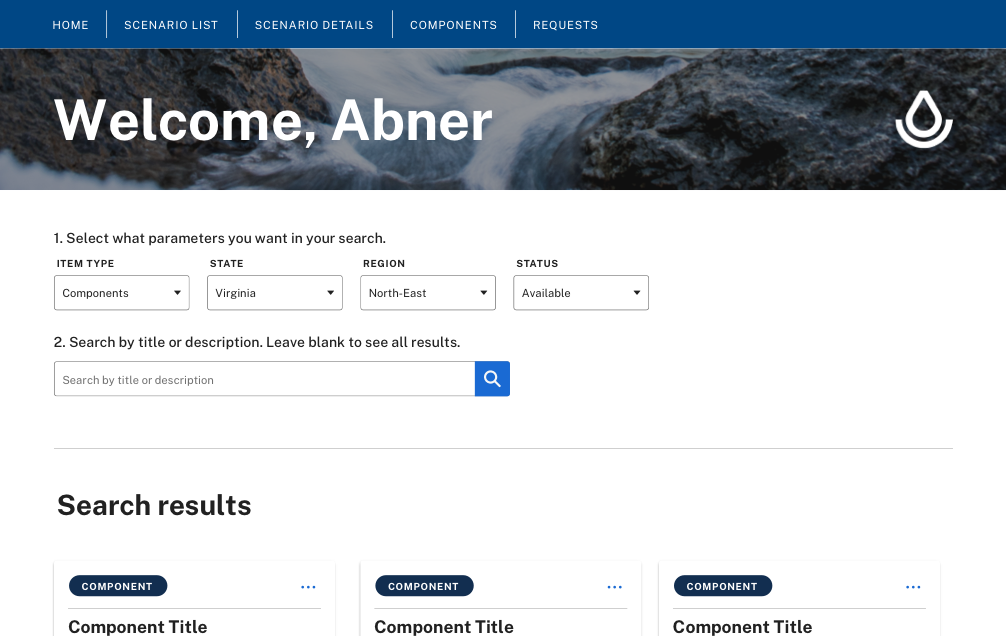 HOME SCENARIO LIST SCENARIO DETAILS COMPONENTS REQUESTS
Welcome, Abner
1. Select what parameters you want in your search.
ITEM TYPE STATE REGION STATUS
Components Virginia North-East Available
2. Search by title or description. Leave blank to see all results.
Search by title or description
Search results
COMPONENT COMPONENT COMPONENT
Component Title Component Title Component Title